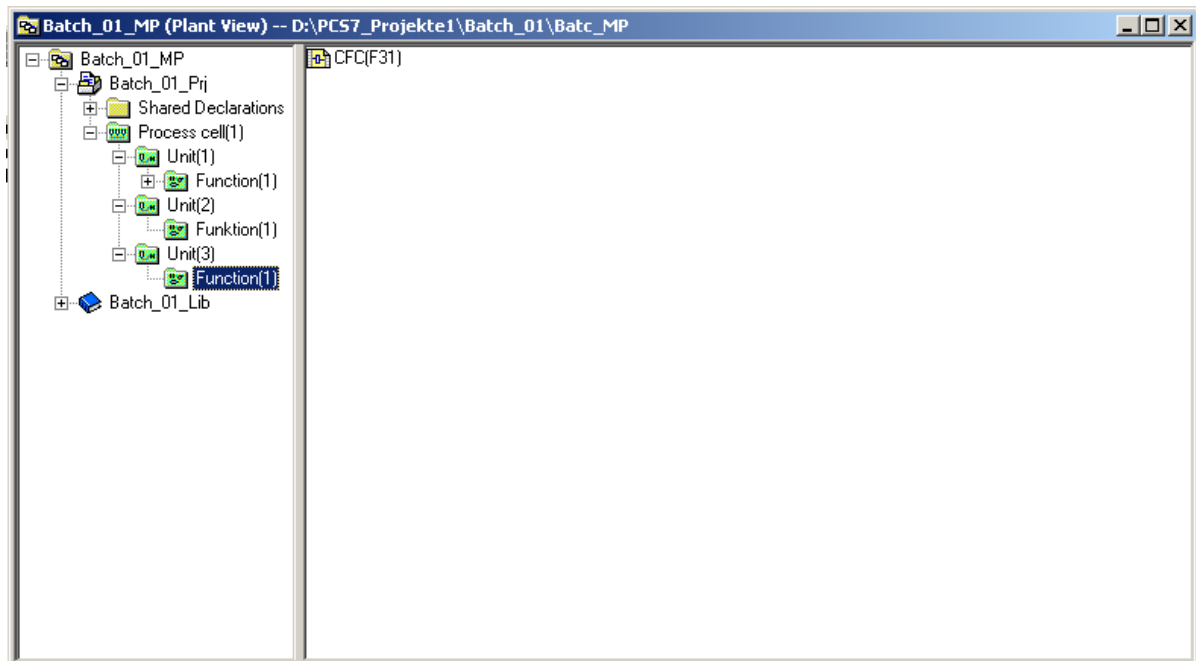 Batch_01_MP (Plant View) -- D:\PCS7_Projekte1\Batch_01\Batc_MP
Batch_01_MP
Batch_01_Prj
Shared Declarations
Process cell(1)
Unit(1)
Function(1)
Unit(2)
Funktion(1)
Unit(3)
Function(1)
Batch_01_Lib
CFC(F31)